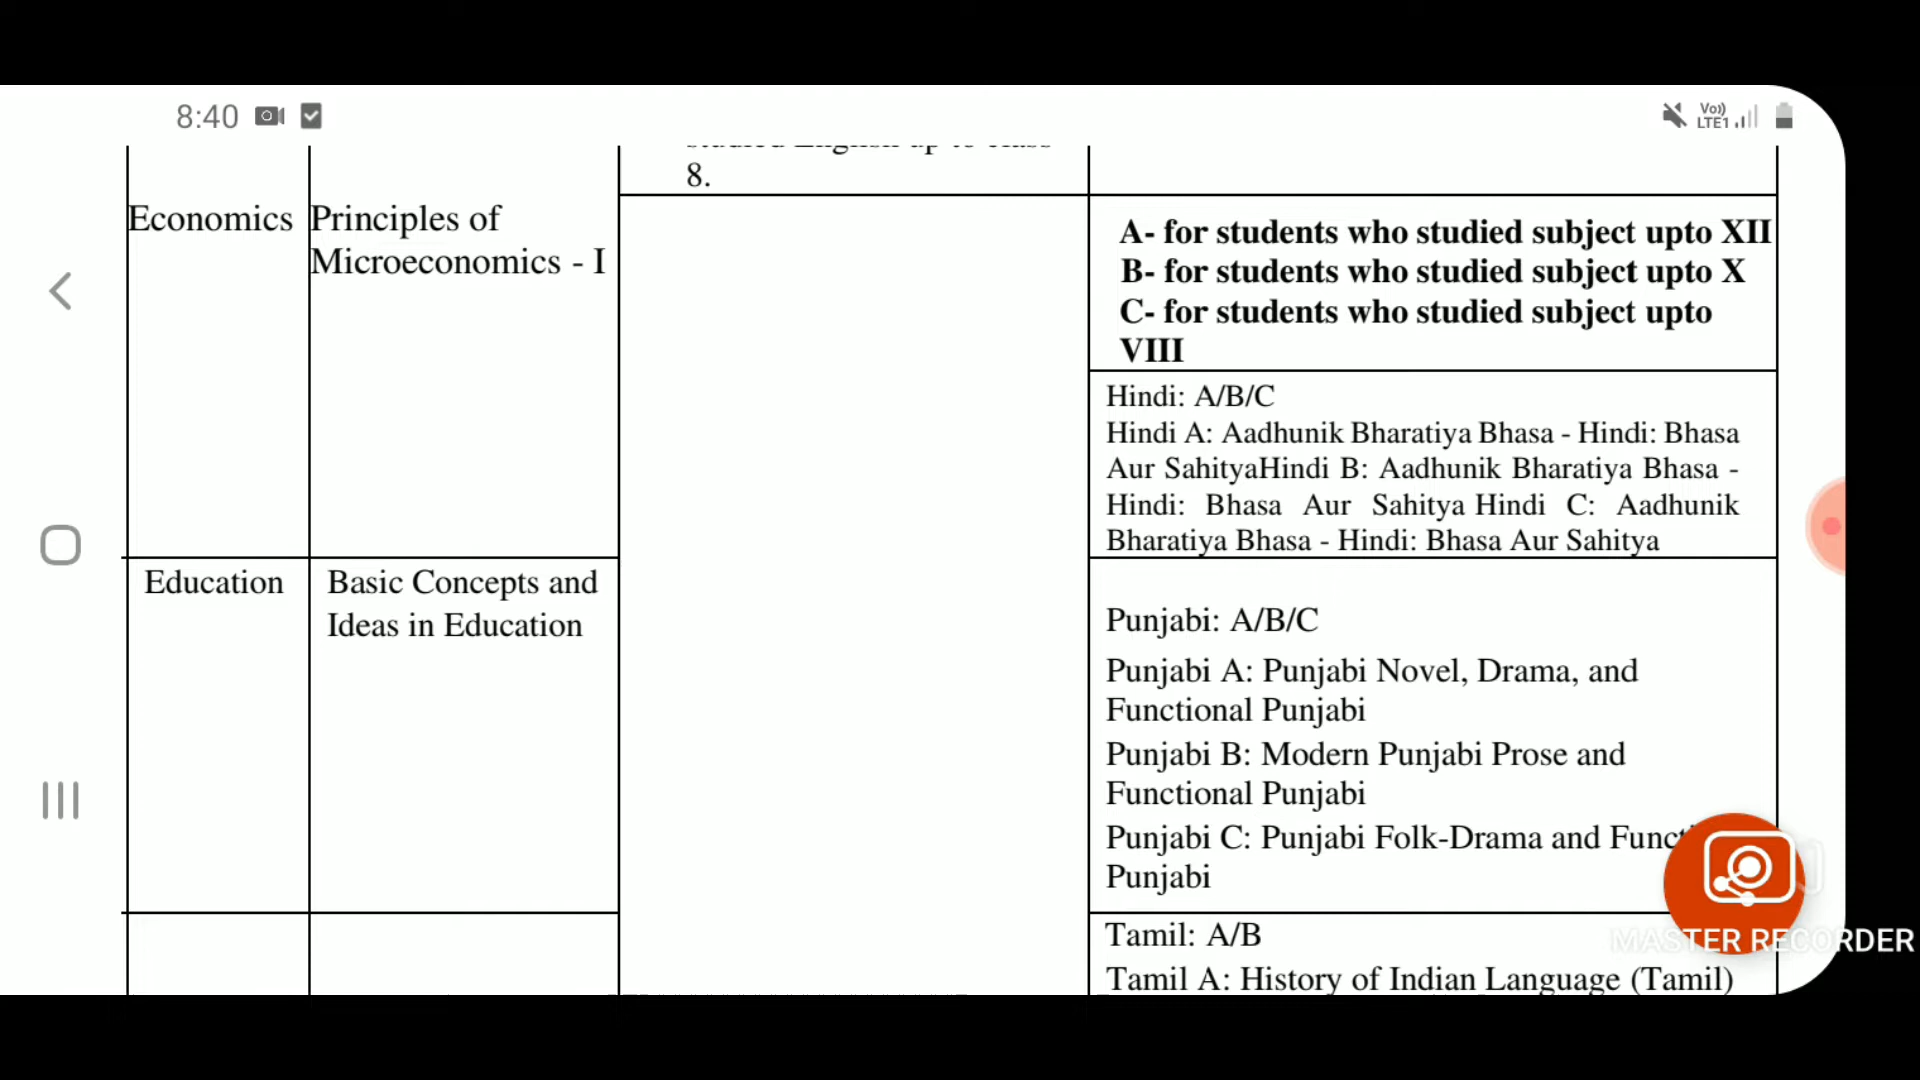 8:40
Vo)) LTE1
8.
Economics
Principles of
Microeconomics - I
A- for students who studied subject upto XII
B- for students who studied subject upto X
C- for students who studied subject upto
VIII
Hindi: A/B/C
Hindi A: Aadhunik Bharatiya Bhasa - Hindi: Bhasa
Aur SahityaHindi B: Aadhunik Bharatiya Bhasa -
Hindi: Bhasa Aur Sahitya Hindi C: Aadhunik
Bharatiya Bhasa - Hindi: Bhasa Aur Sahitya
Education
Basic Concepts and
Ideas in Education
Punjabi: A/B/C
Punjabi A: Punjabi Novel, Drama, and
Functional Punjabi
Punjabi B: Modern Punjabi Prose and
Functional Punjabi
Punjabi C: Punjabi Folk-Drama and
Punjabi
Tamil: A/B
Tamil A: History of Indian Language (Tamil)
MASTER RECORDER